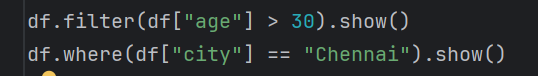 df.filter(df["age"] > 30).show()
df.where(df["city"] == "Chennai").show()